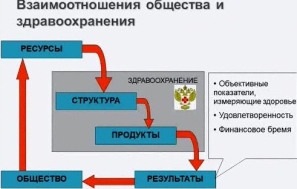 Взаимоотношения общества и
здравоохранения
РЕСУРСЫ
ЗДРАВООХРАНЕНИЕ
СТРУКТУРА
ПРОДУКТЫ
ОБЩЕСТВО
РЕЗУЛЬТАТЫ
• Объективные
показатели,
измеряющие здоровье
• Удовлетворенность
• Финансовое бремя